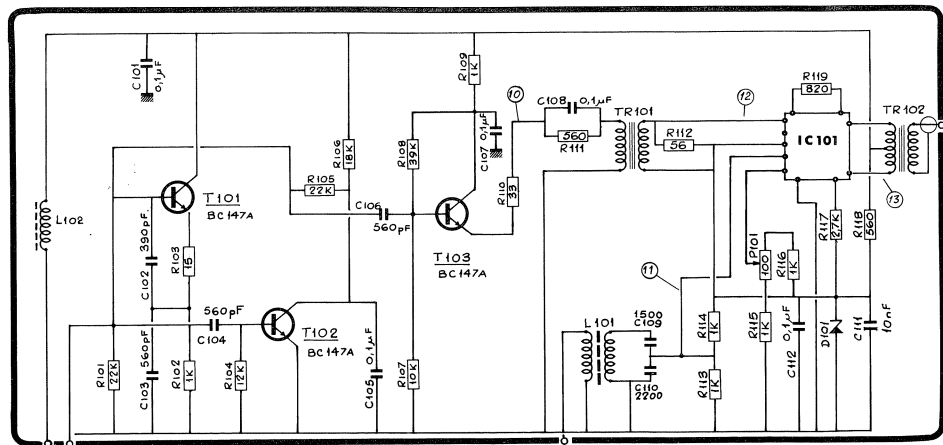 C101
0,1µF
L102
T101
BC147A
390pF
C102
R103
15
560pF
C103
R101
22K
R102
1K
560pF
C104
R104
12K
T102
BC147A
R105
22K
R106
18K
0,1µF
C105
C106
560pF
R108
39K
R107
10K
R109
1K
0,1µF
C107
T103
BC147A
R110
33
10
C108
0,1µF
560
R111
TR101
12
R112
56
11
L101
1500
C109
C110
2200
R114
1K
R113
1K
R119
820
IC101
TR102
13
P101
100
R116
1K
R115
1K
R117
2,7K
R118
560
0,1µF
C112
D101
C111
10nF